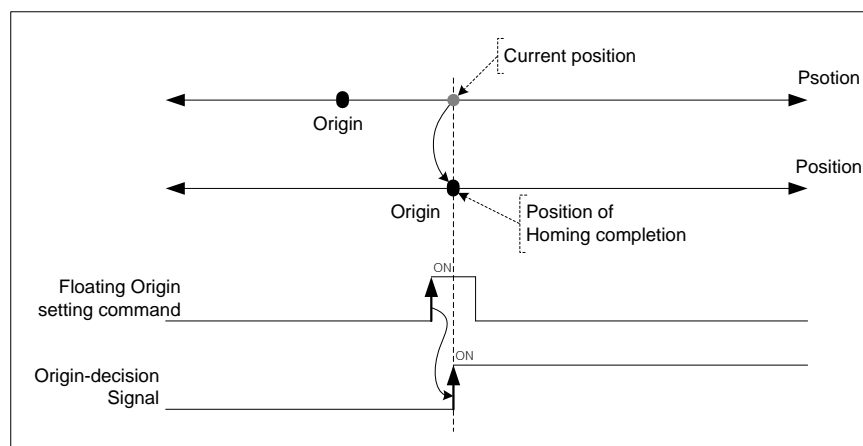 Current position
Psotion
Origin
Position
Origin
Position of
Homing completion
ON
Floating Origin
setting command
ON
Origin-decision
Signal